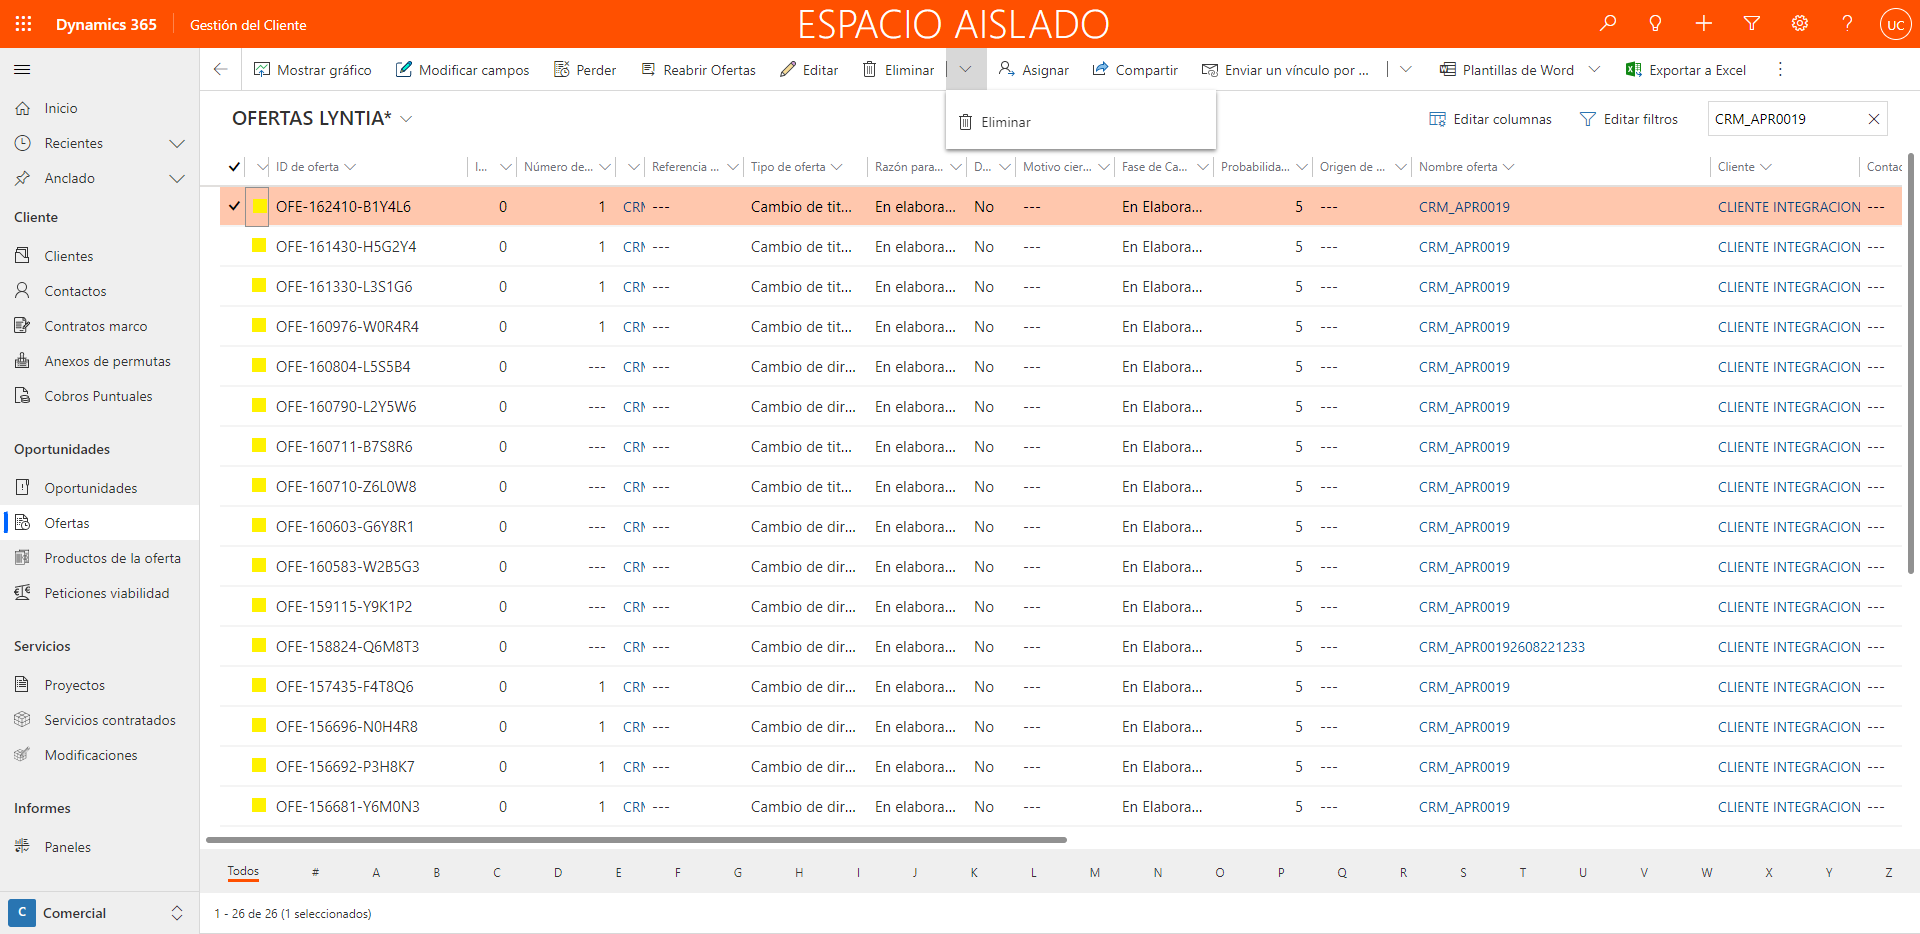 Dynamics 365
Gestión del Cliente
ESPACIO AISLADO
UC
Mostrar gráfico
Modificar campos
Perder
Reabrir Ofertas
Editar
Eliminar
Asignar
Compartir
Enviar un vínculo por ...
Plantillas de Word
Exportar a Excel
Eliminar
Inicio
Recientes
Anclado
Cliente
Clientes
Contactos
Contratos marco
Anexos de permutas
Cobros Puntuales
Oportunidades
Oportunidades
Ofertas
Productos de la oferta
Peticiones viabilidad
Servicios
Proyectos
Servicios contratados
Modificaciones
Informes
Paneles
C Comercial
OFERTAS LYNTIA*
Editar columnas
Editar filtros
CRM_APR0019
ID de oferta I... Número de... Referencia ... Tipo de oferta Razón para... D... Motivo cier... Fase de Ca... Probabilida... Origen de ... Nombre oferta Cliente Contac
OFE-162410-B1Y4L6 0 1 CRM --- Cambio de tit... En elabora... No --- En Elabora... 5 --- CRM_APR0019 CLIENTE INTEGRACION ---
OFE-161430-H5G2Y4 0 1 CRM --- Cambio de tit... En elabora... No --- En Elabora... 5 --- CRM_APR0019 CLIENTE INTEGRACION ---
OFE-161330-L3S1G6 0 1 CRM --- Cambio de tit... En elabora... No --- En Elabora... 5 --- CRM_APR0019 CLIENTE INTEGRACION ---
OFE-160976-W0R4R4 0 1 CRM --- Cambio de tit... En elabora... No --- En Elabora... 5 --- CRM_APR0019 CLIENTE INTEGRACION ---
OFE-160804-L5S5B4 0 --- CRM --- Cambio de dir... En elabora... No --- En Elabora... 5 --- CRM_APR0019 CLIENTE INTEGRACION ---
OFE-160790-L2Y5W6 0 --- CRM --- Cambio de dir... En elabora... No --- En Elabora... 5 --- CRM_APR0019 CLIENTE INTEGRACION ---
OFE-160711-B7S8R6 0 --- CRM --- Cambio de tit... En elabora... No --- En Elabora... 5 --- CRM_APR0019 CLIENTE INTEGRACION ---
OFE-160710-Z6L0W8 0 --- CRM --- Cambio de tit... En elabora... No --- En Elabora... 5 --- CRM_APR0019 CLIENTE INTEGRACION ---
OFE-160603-G6Y8R1 0 --- CRM --- Cambio de dir... En elabora... No --- En Elabora... 5 --- CRM_APR0019 CLIENTE INTEGRACION ---
OFE-160583-W2B5G3 0 --- CRM --- Cambio de dir... En elabora... No --- En Elabora... 5 --- CRM_APR0019 CLIENTE INTEGRACION ---
OFE-159115-Y9K1P2 0 --- CRM --- Cambio de dir... En elabora... No --- En Elabora... 5 --- CRM_APR0019 CLIENTE INTEGRACION ---
OFE-158824-Q6M8T3 0 --- CRM --- Cambio de dir... En elabora... No --- En Elabora... 5 --- CRM_APR00192608221233 CLIENTE INTEGRACION ---
OFE-157435-F4T8Q6 0 1 CRM --- Cambio de dir... En elabora... No --- En Elabora... 5 --- CRM_APR0019 CLIENTE INTEGRACION ---
OFE-156696-N0H4R8 0 1 CRM --- Cambio de dir... En elabora... No --- En Elabora... 5 --- CRM_APR0019 CLIENTE INTEGRACION ---
OFE-156692-P3H8K7 0 1 CRM --- Cambio de dir... En elabora... No --- En Elabora... 5 --- CRM_APR0019 CLIENTE INTEGRACION ---
OFE-156681-Y6M0N3 0 1 CRM --- Cambio de dir... En elabora... No --- En Elabora... 5 --- CRM_APR0019 CLIENTE INTEGRACION ---
Todos # A B C D E F G H I J K L M N O P Q R S T U V W X Y Z
1 - 26 de 26 (1 seleccionados)